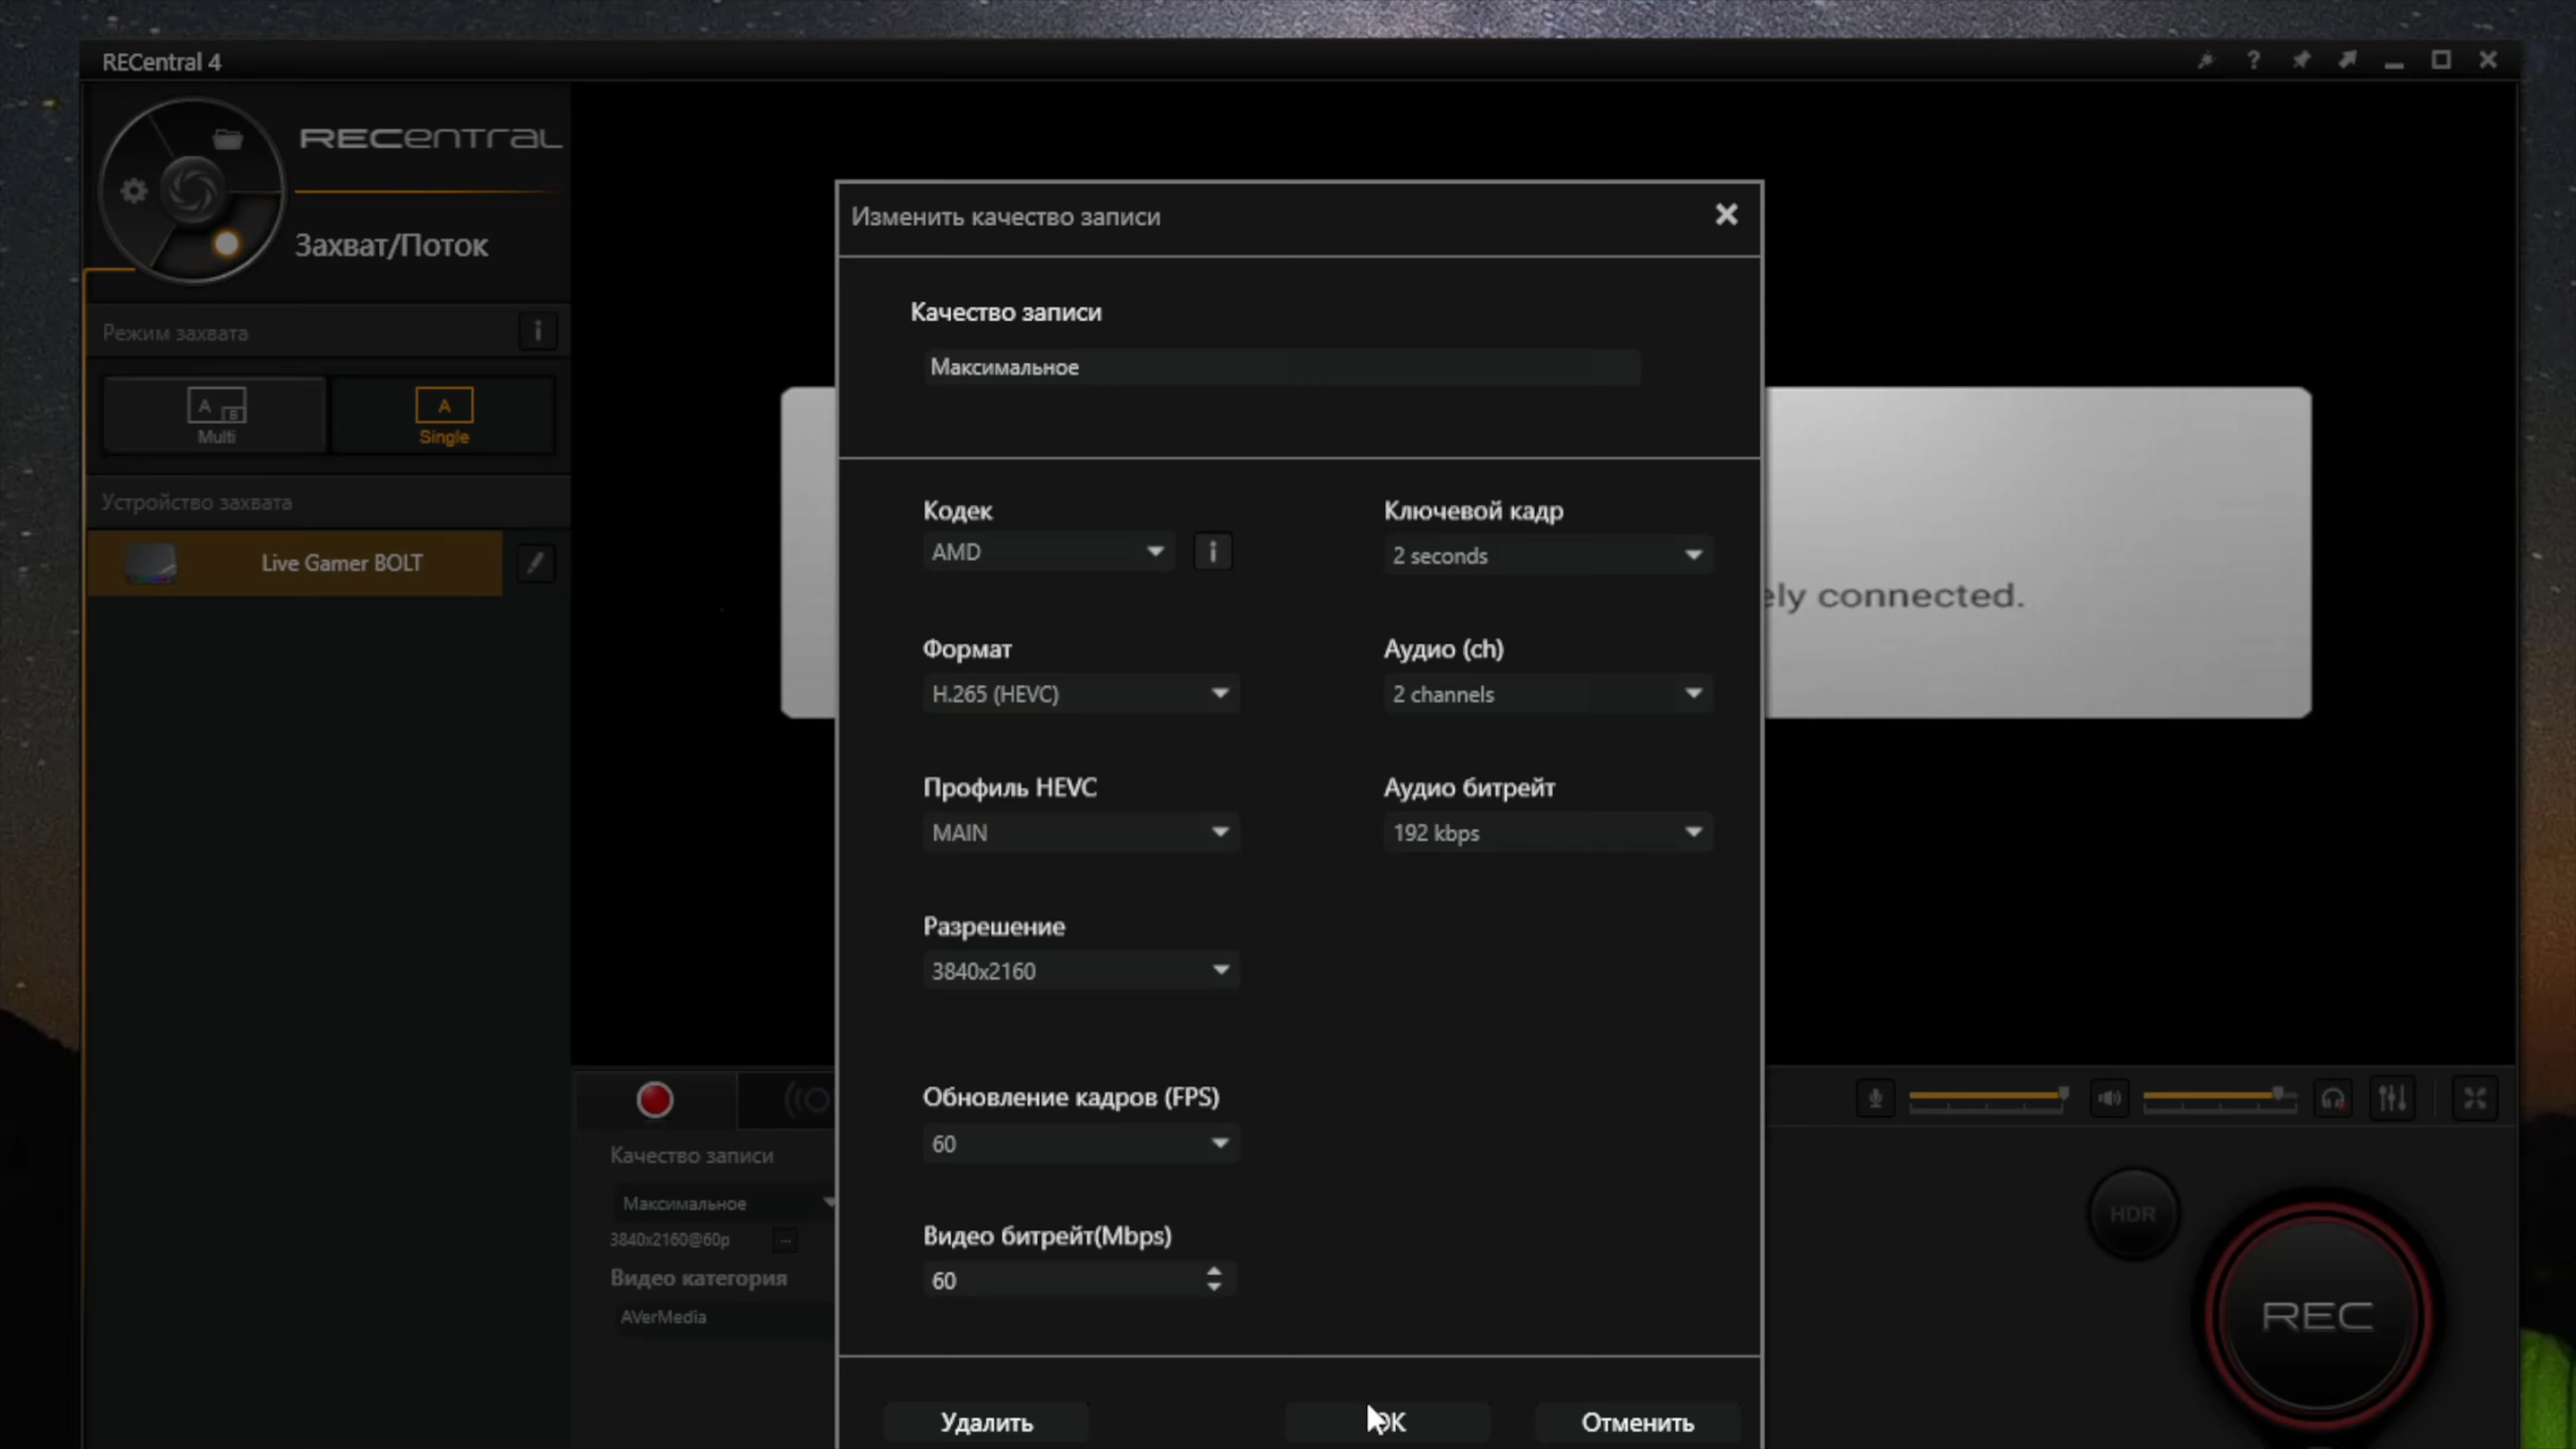 RECentral 4
?
RECentral
Захват/Поток
Режим захвата
i
A B
Multi
A
Single
Устройство захвата
Live Gamer BOLT
Изменить качество записи
Качество записи
Максимальное
Кодек
AMD
i
Ключевой кадр
2 seconds
Формат
H.265 (HEVC)
Аудио (ch)
2 channels
Профиль HEVC
MAIN
Аудио битрейт
192 kbps
Разрешение
3840x2160
Обновление кадров (FPS)
60
Видео битрейт(Mbps)
60
Удалить
OK
Отменить
ely connected.
Качество записи
Максимальное
3840x2160@60p
...
Видео категория
AVerMedia
HDR
REC